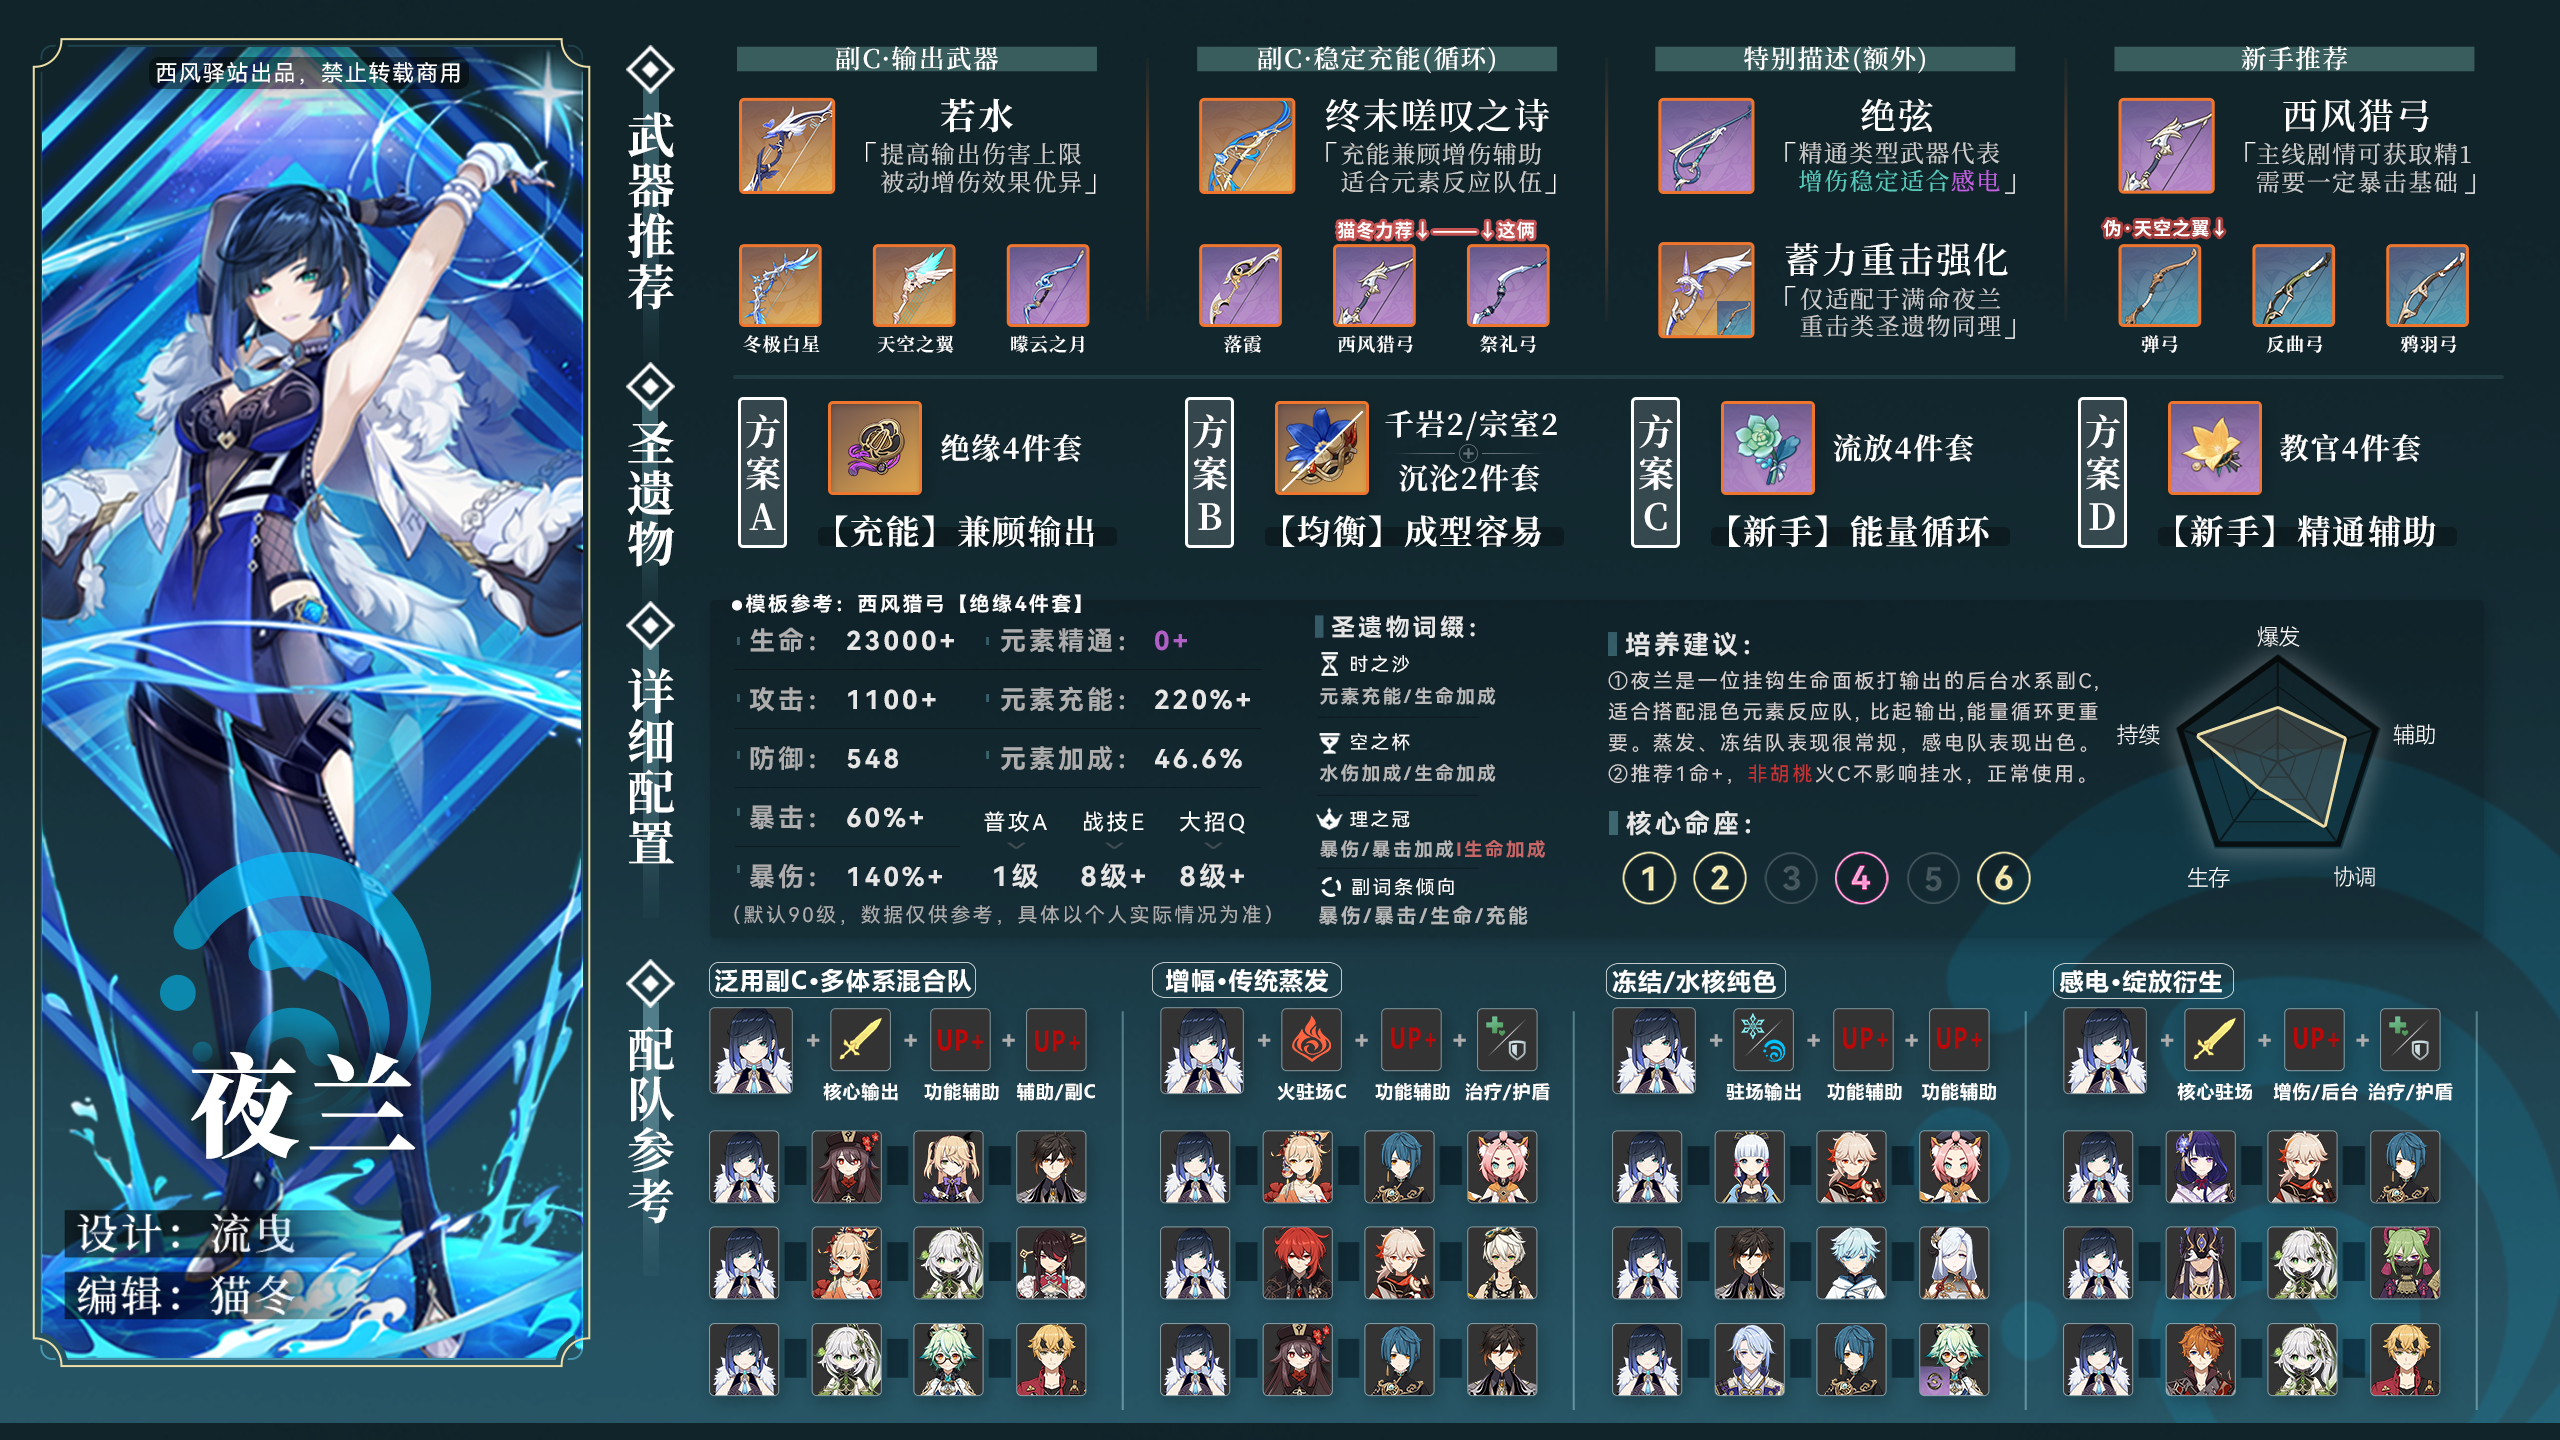 西风驿站出品，禁止转载商用
夜兰
设计：流曳
编辑：猫冬
武器推荐
副C·输出武器
若水
「提高输出伤害上限
被动增伤效果优异」
冬极白星
天空之翼
曚云之月
副C·稳定充能(循环)
终末嗟叹之诗
「充能兼顾增伤辅助
适合元素反应队伍」
猫冬力荐↓——↓这俩
落霞
西风猎弓
祭礼弓
特别描述(额外)
绝弦
「精通类型武器代表
增伤稳定适合感电」
蓄力重击强化
「仅适配于满命夜兰
重击类圣遗物同理」
新手推荐
西风猎弓
「主线剧情可获取精1
需要一定暴击基础」
伪·天空之翼↓
弹弓
反曲弓
鸦羽弓
圣遗物
方案A
绝缘4件套
【充能】兼顾输出
方案B
千岩2/宗室2
+
沉沦2件套
【均衡】成型容易
方案C
流放4件套
【新手】能量循环
方案D
教官4件套
【新手】精通辅助
详细配置
●模板参考：西风猎弓【绝缘4件套】
生命： 23000+ 元素精通： 0+
攻击： 1100+ 元素充能： 220%+
防御： 548 元素加成： 46.6%
暴击： 60%+
普攻A 战技E 大招Q
暴伤： 140%+
1级 8级+ 8级+
(默认90级，数据仅供参考，具体以个人实际情况为准)
圣遗物词缀：
时之沙
元素充能/生命加成
空之杯
水伤加成/生命加成
理之冠
暴伤/暴击加成I生命加成
副词条倾向
暴伤/暴击/生命/充能
培养建议：
①夜兰是一位挂钩生命面板打输出的后台水系副C,
适合搭配混色元素反应队, 比起输出,能量循环更重
要。蒸发、冻结队表现很常规，感电队表现出色。
②推荐1命+，非胡桃火C不影响挂水，正常使用。
核心命座：
1 2 3 4 5 6
爆发
辅助
协调
生存
持续
配队参考
泛用副C·多体系混合队
+ + UP+ + UP+
核心输出 功能辅助 辅助/副C
增幅·传统蒸发
+ + UP+ +
火驻场C 功能辅助 治疗/护盾
冻结/水核纯色
+ + UP+ + UP+
驻场输出 功能辅助 功能辅助
感电·绽放衍生
+ + UP+ +
核心驻场 增伤/后台 治疗/护盾